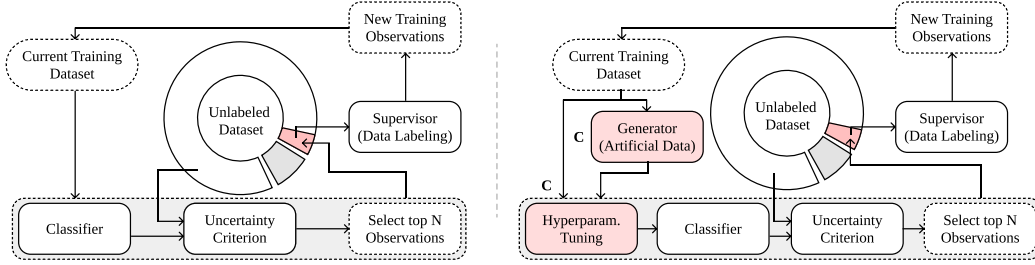 New Training
Observations
Current Training
Dataset
Unlabeled
Dataset
Supervisor
(Data Labeling)
Classifier
Uncertainty
Criterion
Select top N
Observations
New Training
Observations
Current Training
Dataset
C
Generator
(Artificial Data)
Unlabeled
Dataset
Supervisor
(Data Labeling)
C
Hyperparam.
Tuning
Classifier
Uncertainty
Criterion
Select top N
Observations